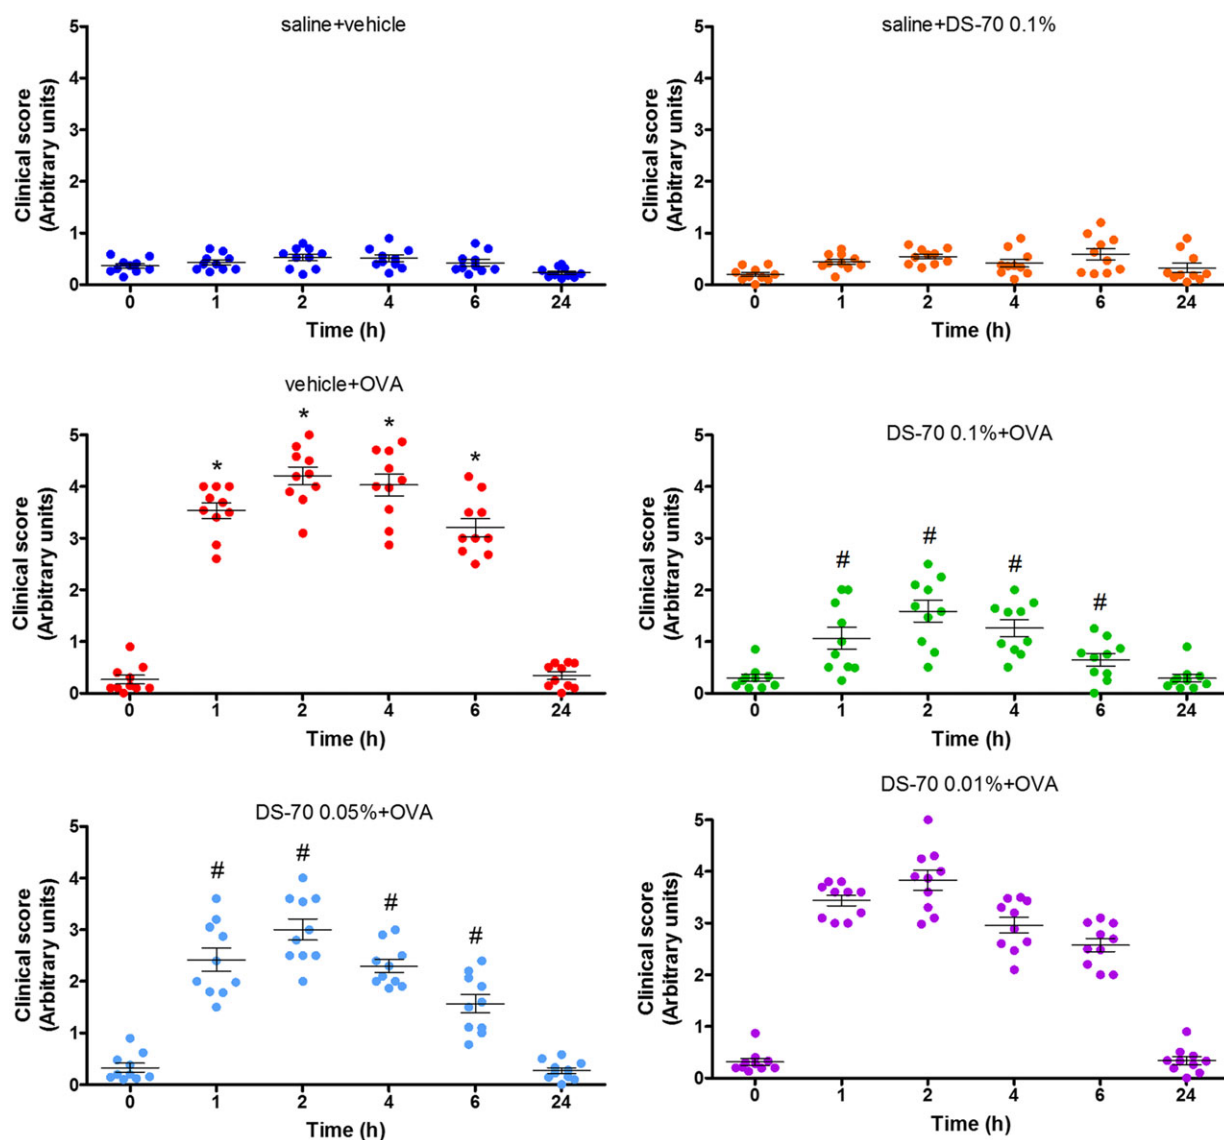 saline+vehicle
Clinical score
(Arbitrary units)
5
4
3
2
1
0
0 1 2 4 6 24
Time (h)
saline+DS-70 0.1%
Clinical score
(Arbitrary units)
5
4
3
2
1
0
0 1 2 4 6 24
Time (h)
vehicle+OVA
Clinical score
(Arbitrary units)
5
4
3
2
1
0
* * * *
0 1 2 4 6 24
Time (h)
DS-70 0.1%+OVA
Clinical score
(Arbitrary units)
5
4
3
2
1
0
# # # #
0 1 2 4 6 24
Time (h)
DS-70 0.05%+OVA
Clinical score
(Arbitrary units)
5
4
3
2
1
0
# # # #
0 1 2 4 6 24
Time (h)
DS-70 0.01%+OVA
Clinical score
(Arbitrary units)
5
4
3
2
1
0
0 1 2 4 6 24
Time (h)